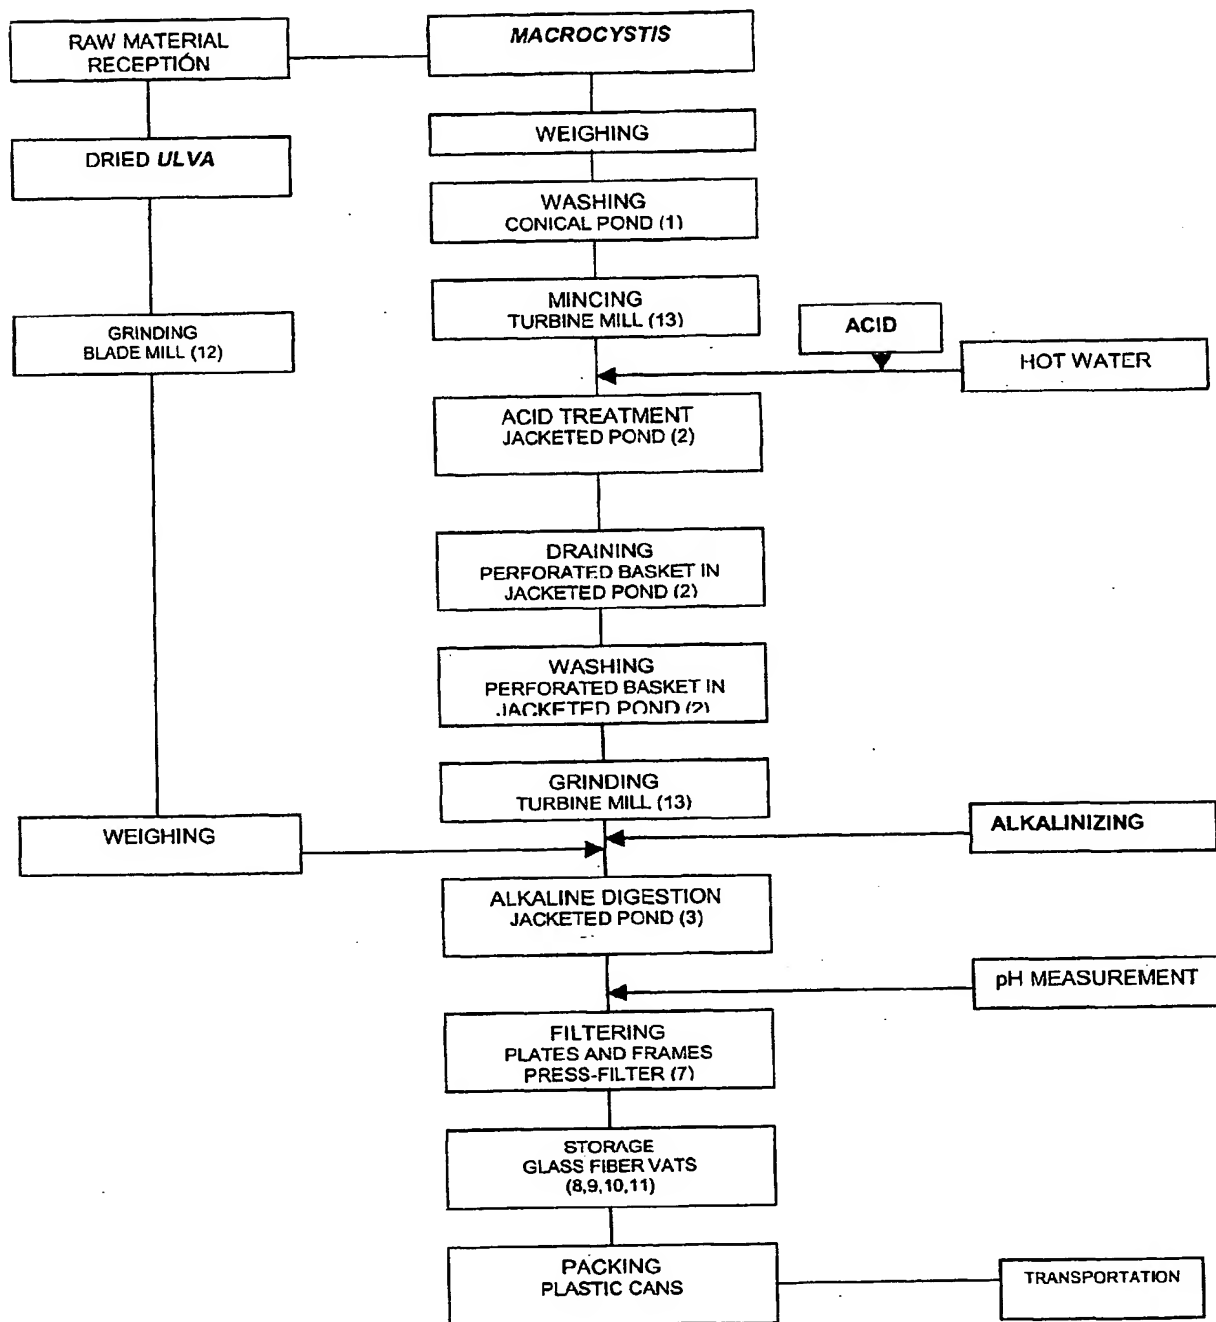 RAW MATERIAL
RECEPTIÓN
MACROCYSTIS
WEIGHING
DRIED ULVA
WASHING
CONICAL POND (1)
MINCING
TURBINE MILL (13)
GRINDING
BLADE MILL (12)
ACID
HOT WATER
ACID TREATMENT
JACKETED POND (2)
DRAINING
PERFORATED BASKET IN
JACKETED POND (2)
WASHING
PERFORATED BASKET IN
JACKETED POND (2)
GRINDING
TURBINE MILL (13)
WEIGHING
ALKALINIZING
ALKALINE DIGESTION
JACKETED POND (3)
pH MEASUREMENT
FILTERING
PLATES AND FRAMES
PRESS-FILTER (7)
STORAGE
GLASS FIBER VATS
(8,9,10,11)
PACKING
PLASTIC CANS
TRANSPORTATION